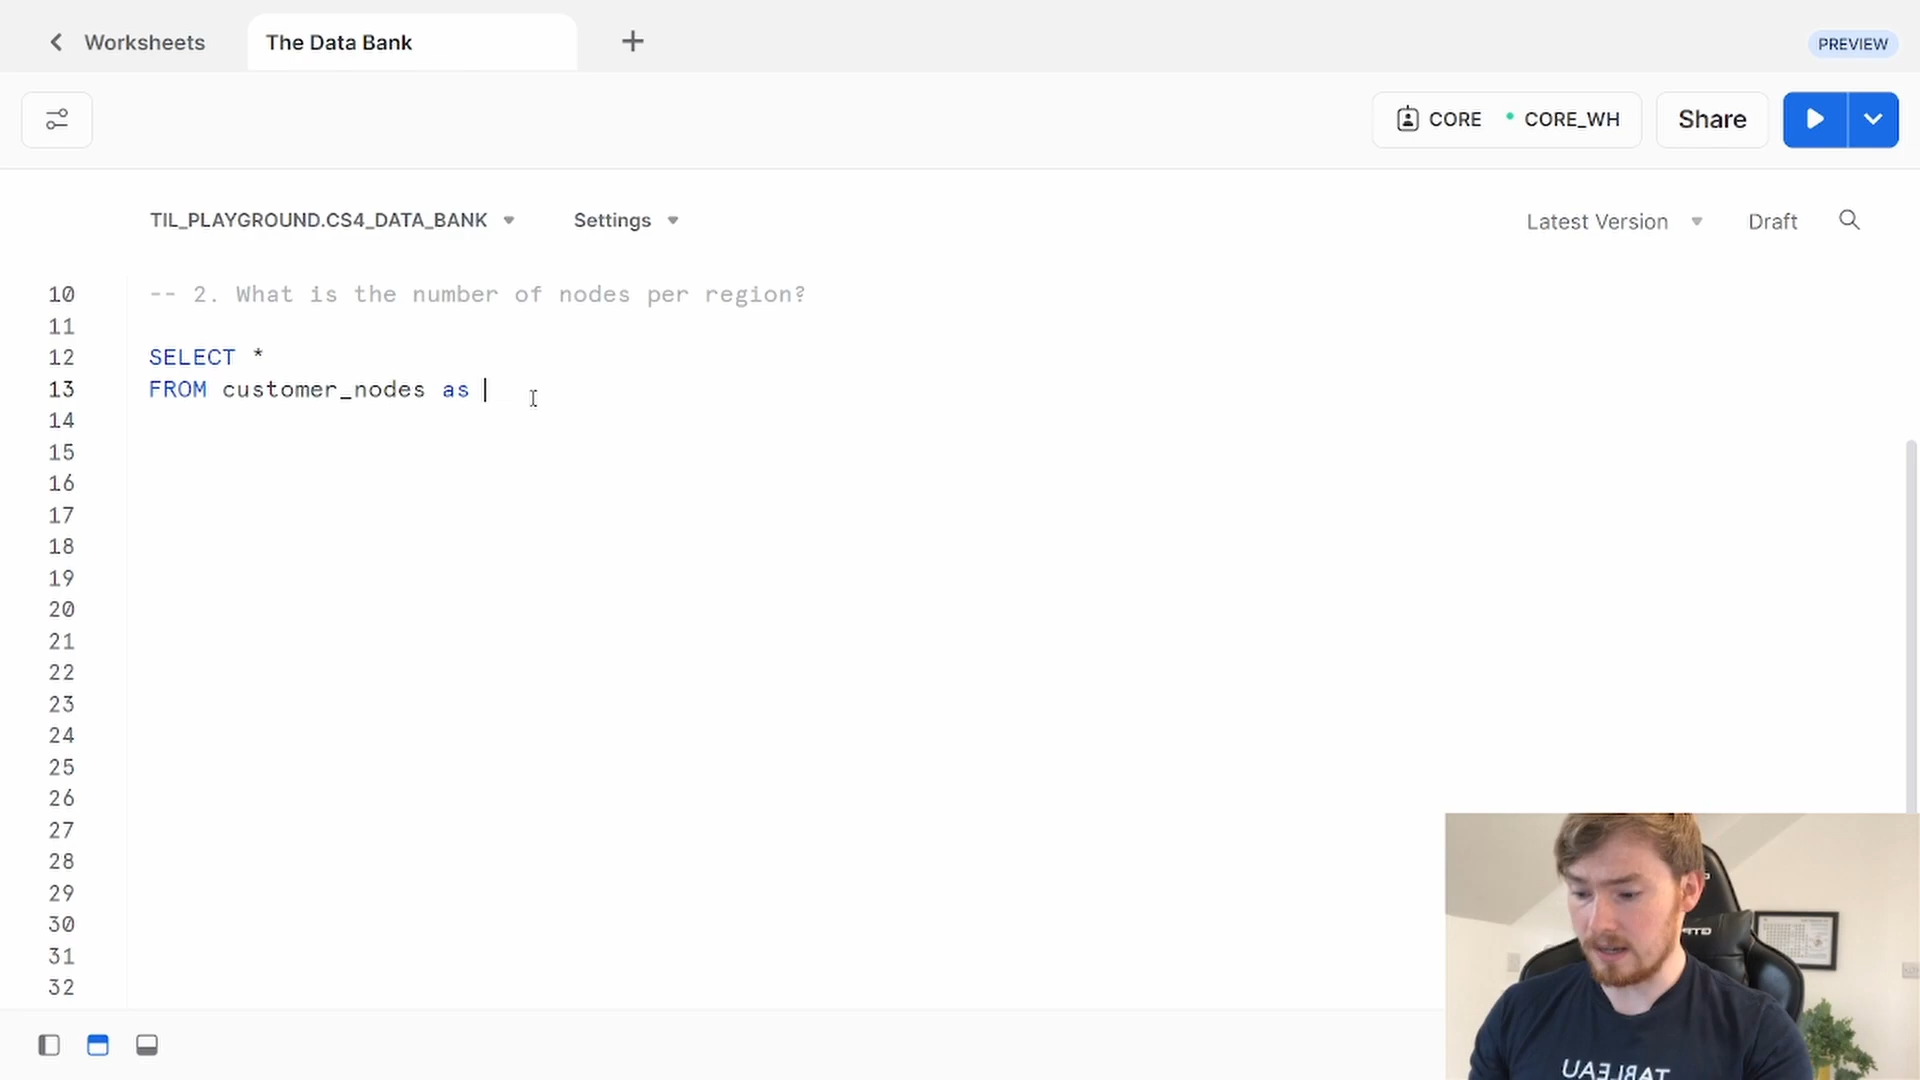 Worksheets
The Data Bank
PREVIEW
CORE
CORE_WH
Share
TIL_PLAYGROUND.CS4_DATA_BANK
Settings
Latest Version
Draft
10 -- 2. What is the number of nodes per region?
11
12 SELECT *
13 FROM customer_nodes as
14
15
16
17
18
19
20
21
22
23
24
25
26
27
28
29
30
31
32
TABLEAU